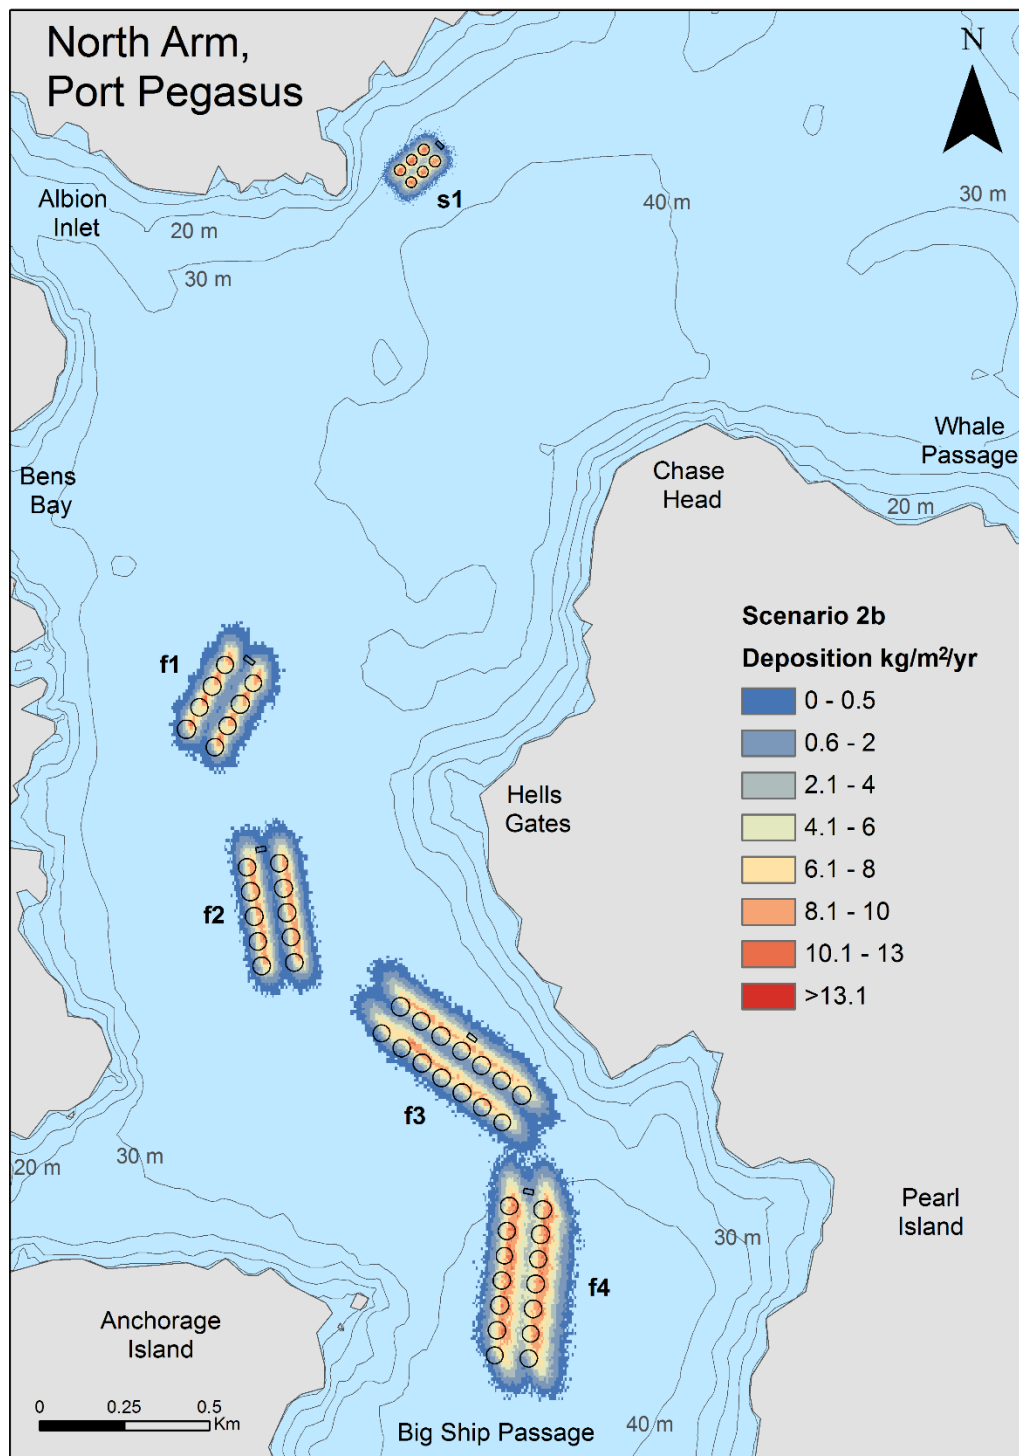 North Arm,
Port Pegasus
N
Albion
Inlet
20 m
30 m
s1
40 m
30 m
Whale
Passage
Chase
Head
20 m
Bens
Bay
f1
Scenario 2b
Deposition kg/m²/yr
0 - 0.5
0.6 - 2
2.1 - 4
4.1 - 6
6.1 - 8
8.1 - 10
10.1 - 13
>13.1
Hells
Gates
f2
f3
20 m
30 m
Pearl
Island
30 m
f4
Anchorage
Island
0 0.25 0.5
Km
Big Ship Passage
40 m